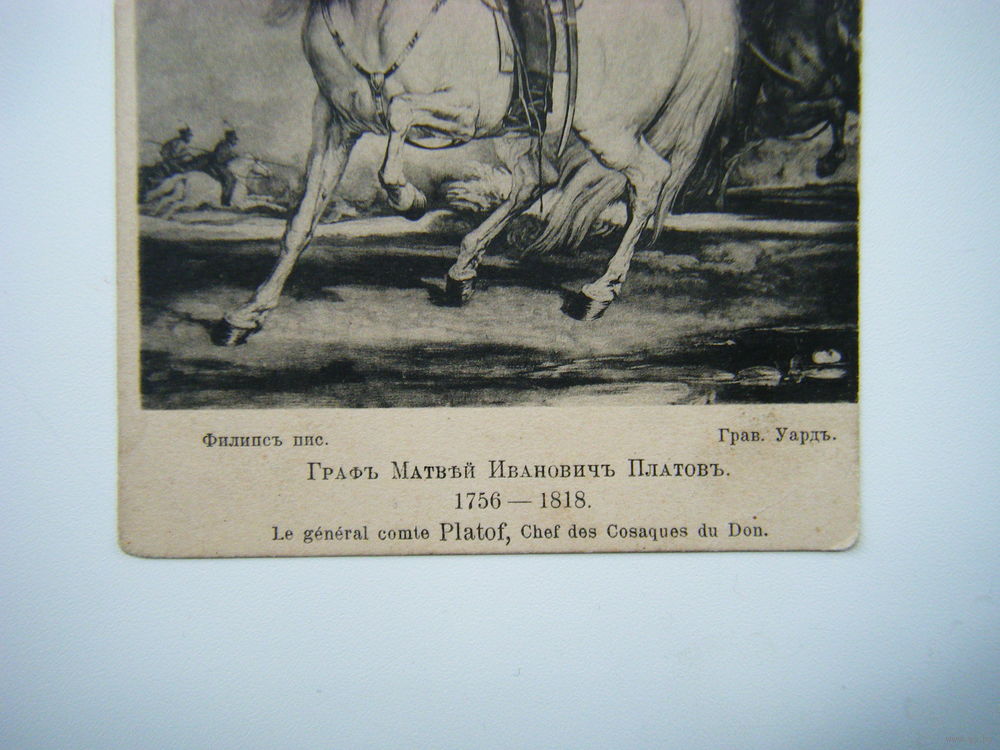 Филипсъ пис. Грав. Уардъ.
Графъ Матвѣй Ивановичъ Платовъ.
1756 — 1818.
Le général comte Platof, Chef des Cosaques du Don.